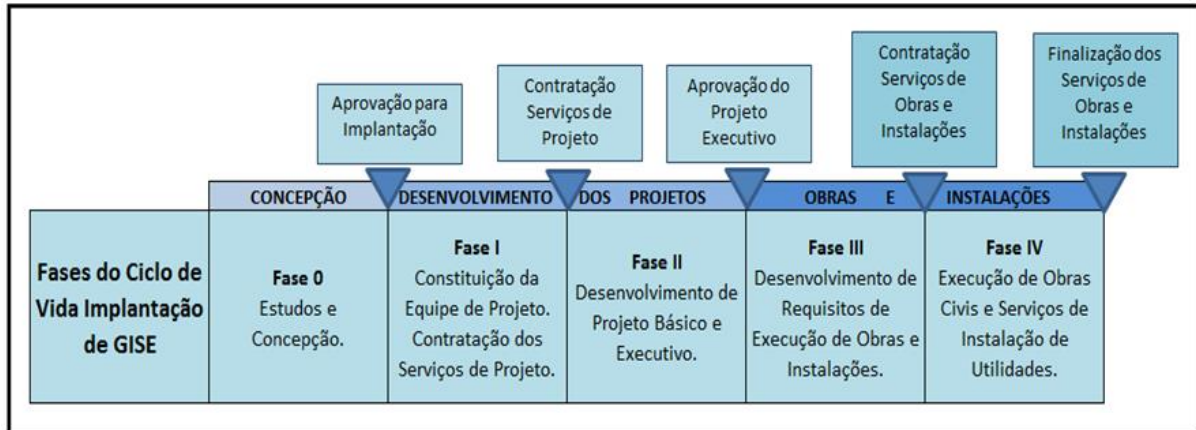 Aprovação para
Implantação
Contratação
Serviços de
Projeto
Aprovação do
Projeto
Executivo
Contratação
Serviços de
Obras e
Instalações
Finalização dos
Serviços de
Obras e
Instalações
CONCEPÇÃO DESENVOLVIMENTO DOS PROJETOS OBRAS E INSTALAÇÕES
Fases do Ciclo de
Vida Implantação
de GISE
Fase 0
Estudos e
Concepção.
Fase I
Constituição da
Equipe de Projeto.
Contratação dos
Serviços de Projeto.
Fase II
Desenvolvimento de
Projeto Básico e
Executivo.
Fase III
Desenvolvimento de
Requisitos de
Execução de Obras e
Instalações.
Fase IV
Execução de Obras
Civis e Serviços de
Instalação de
Utilidades.